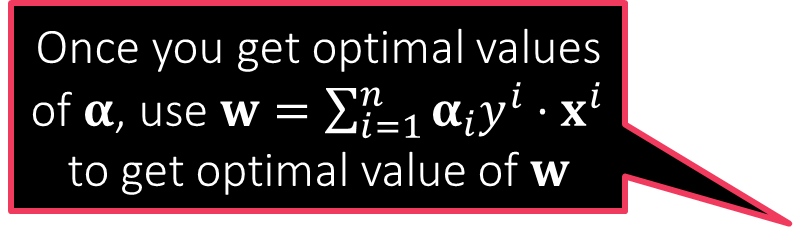 Once you get optimal values
of 𝛂, use 𝐰 = ∑ⁿᵢ₌₁ 𝛂ᵢyⁱ · 𝐱ⁱ
to get optimal value of 𝐰